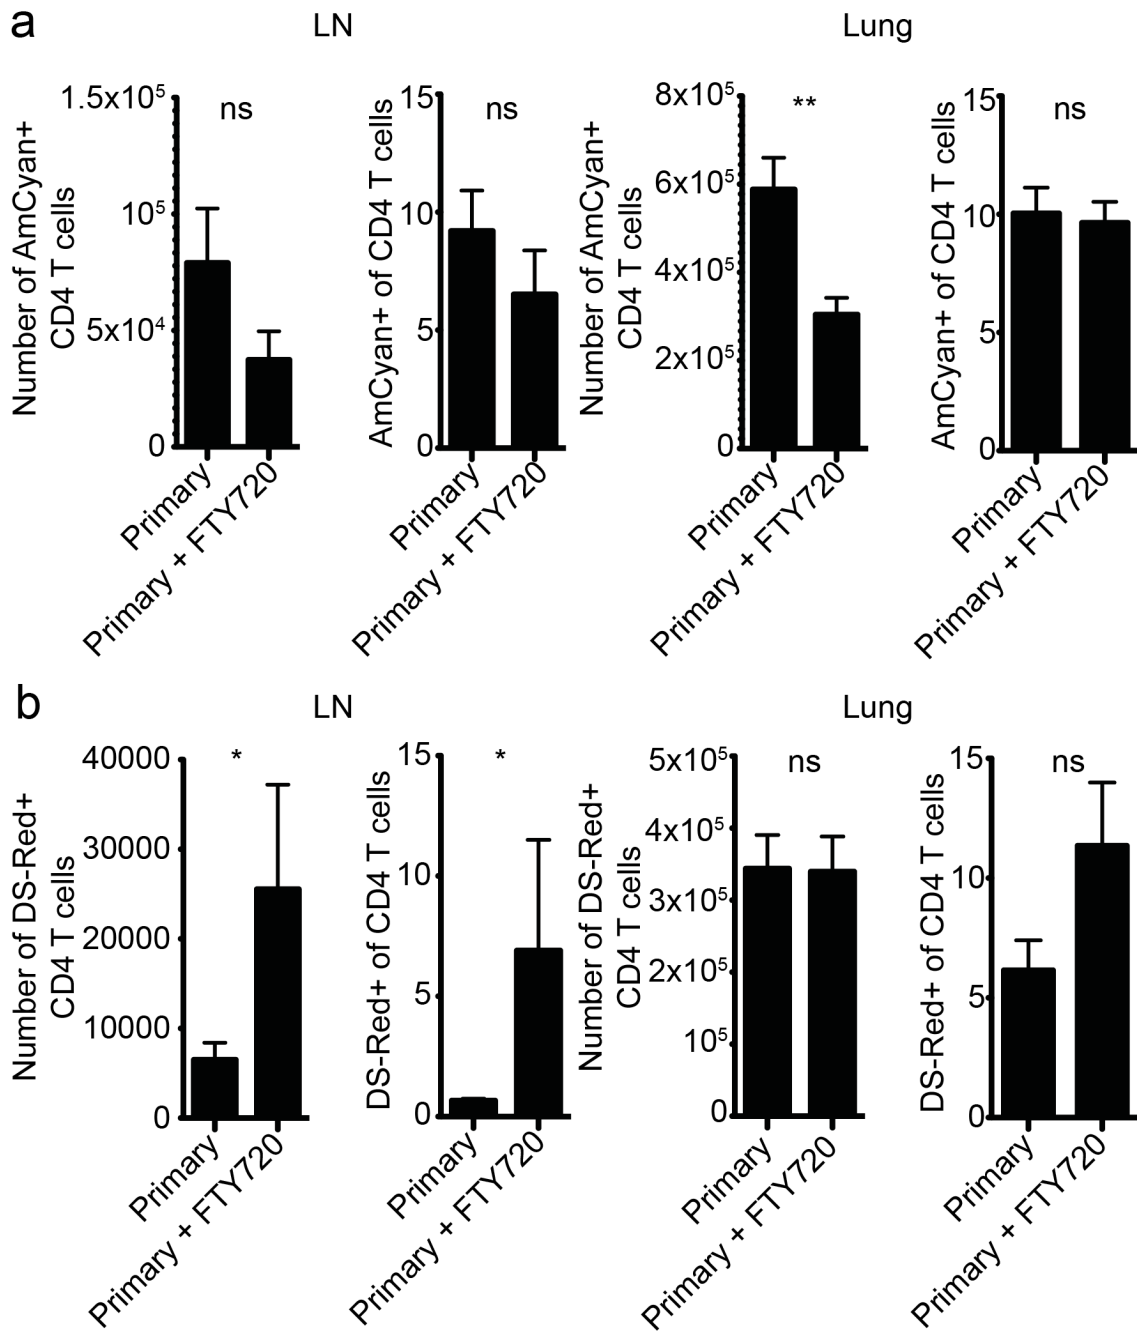 a
LN
Lung
Number of AmCyan+
CD4 T cells
1.5x10⁵
10⁵
5x10⁴
0
ns
Primary
Primary + FTY720
AmCyan+ of CD4 T cells
15
10
5
0
ns
Primary
Primary + FTY720
Number of AmCyan+
CD4 T cells
8x10⁵
6x10⁵
4x10⁵
2x10⁵
0
**
Primary
Primary + FTY720
AmCyan+ of CD4 T cells
15
10
5
0
ns
Primary
Primary + FTY720
b
LN
Lung
Number of DS-Red+
CD4 T cells
40000
30000
20000
10000
0
*
Primary
Primary + FTY720
DS-Red+ of CD4 T cells
15
10
5
0
*
Primary
Primary + FTY720
Number of DS-Red+
CD4 T cells
5x10⁵
4x10⁵
3x10⁵
2x10⁵
10⁵
0
ns
Primary
Primary + FTY720
DS-Red+ of CD4 T cells
15
10
5
0
ns
Primary
Primary + FTY720